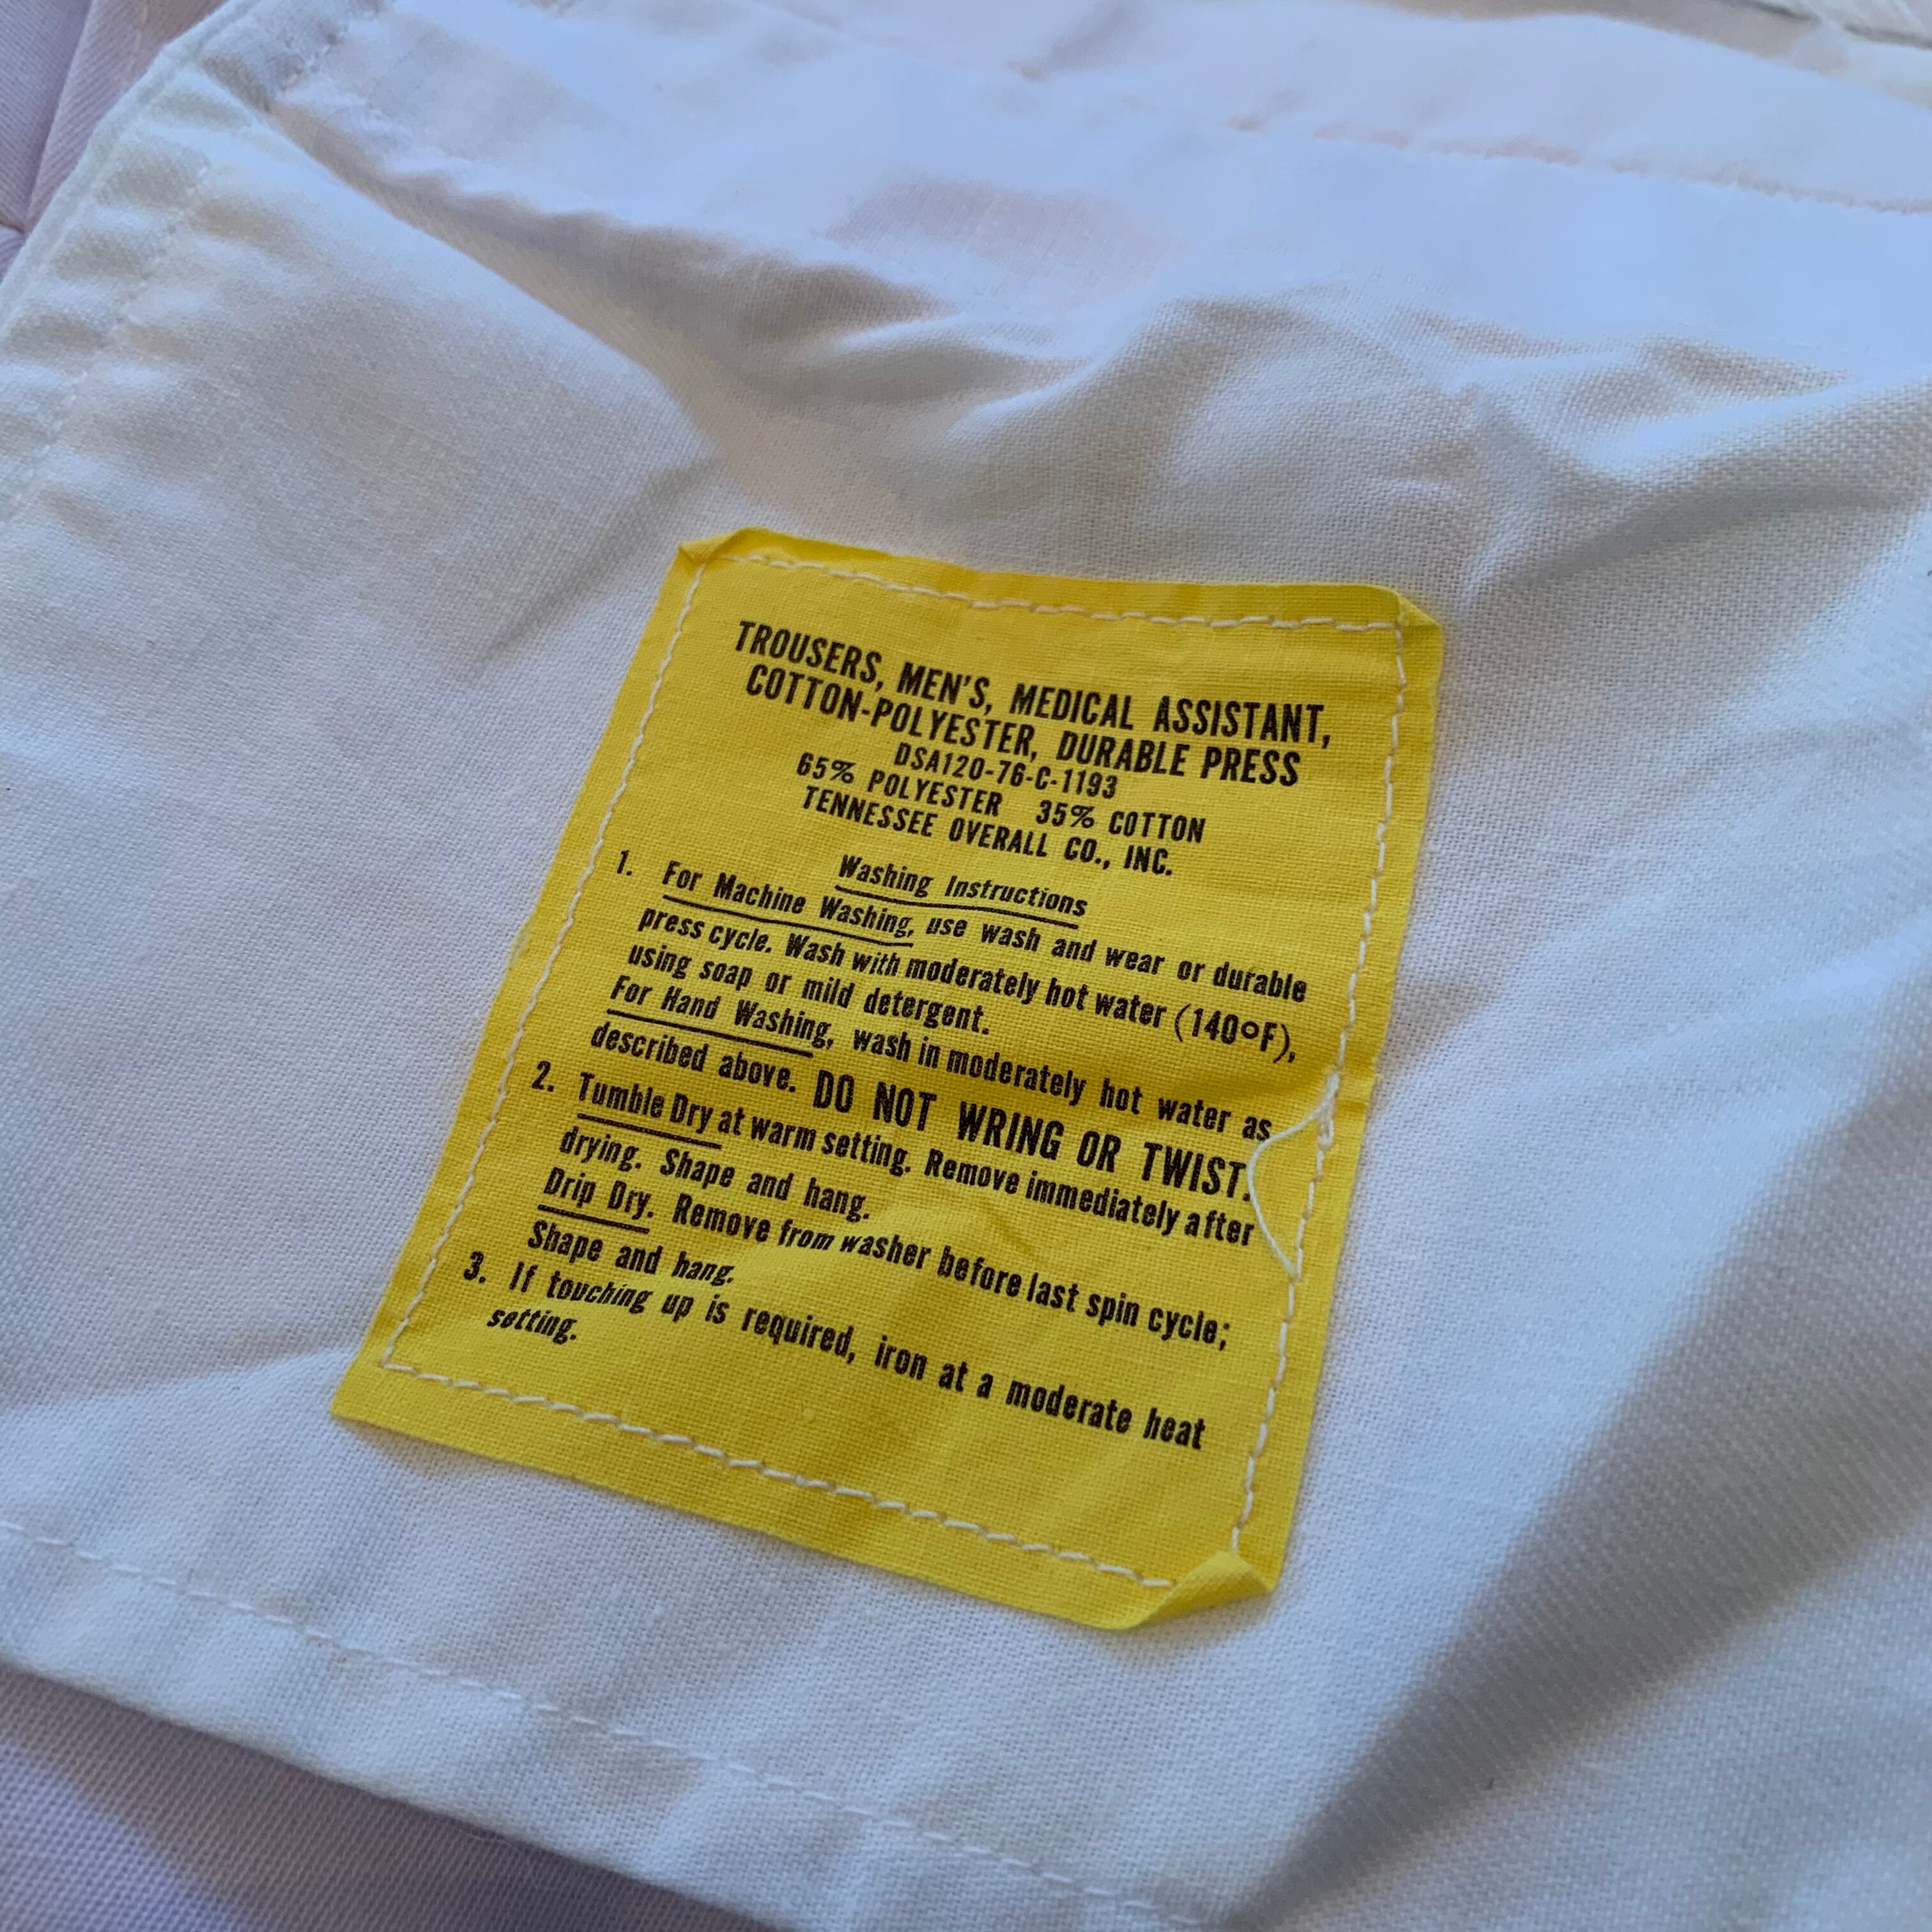 TROUSERS, MEN'S, MEDICAL ASSISTANT,
COTTON-POLYESTER, DURABLE PRESS
DSA120-76-C-1193
65% POLYESTER 35% COTTON
TENNESSEE OVERALL CO., INC.
Washing Instructions
1. For Machine Washing, use wash and wear or durable
press cycle. Wash with moderately hot water (140°F),
using soap or mild detergent.
For Hand Washing, wash in moderately hot water as
described above. DO NOT WRING OR TWIST.
2. Tumble Dry at warm setting. Remove immediately after
drying. Shape and hang.
Drip Dry. Remove from washer before last spin cycle;
Shape and hang.
3. If touching up is required, iron at a moderate heat
setting.